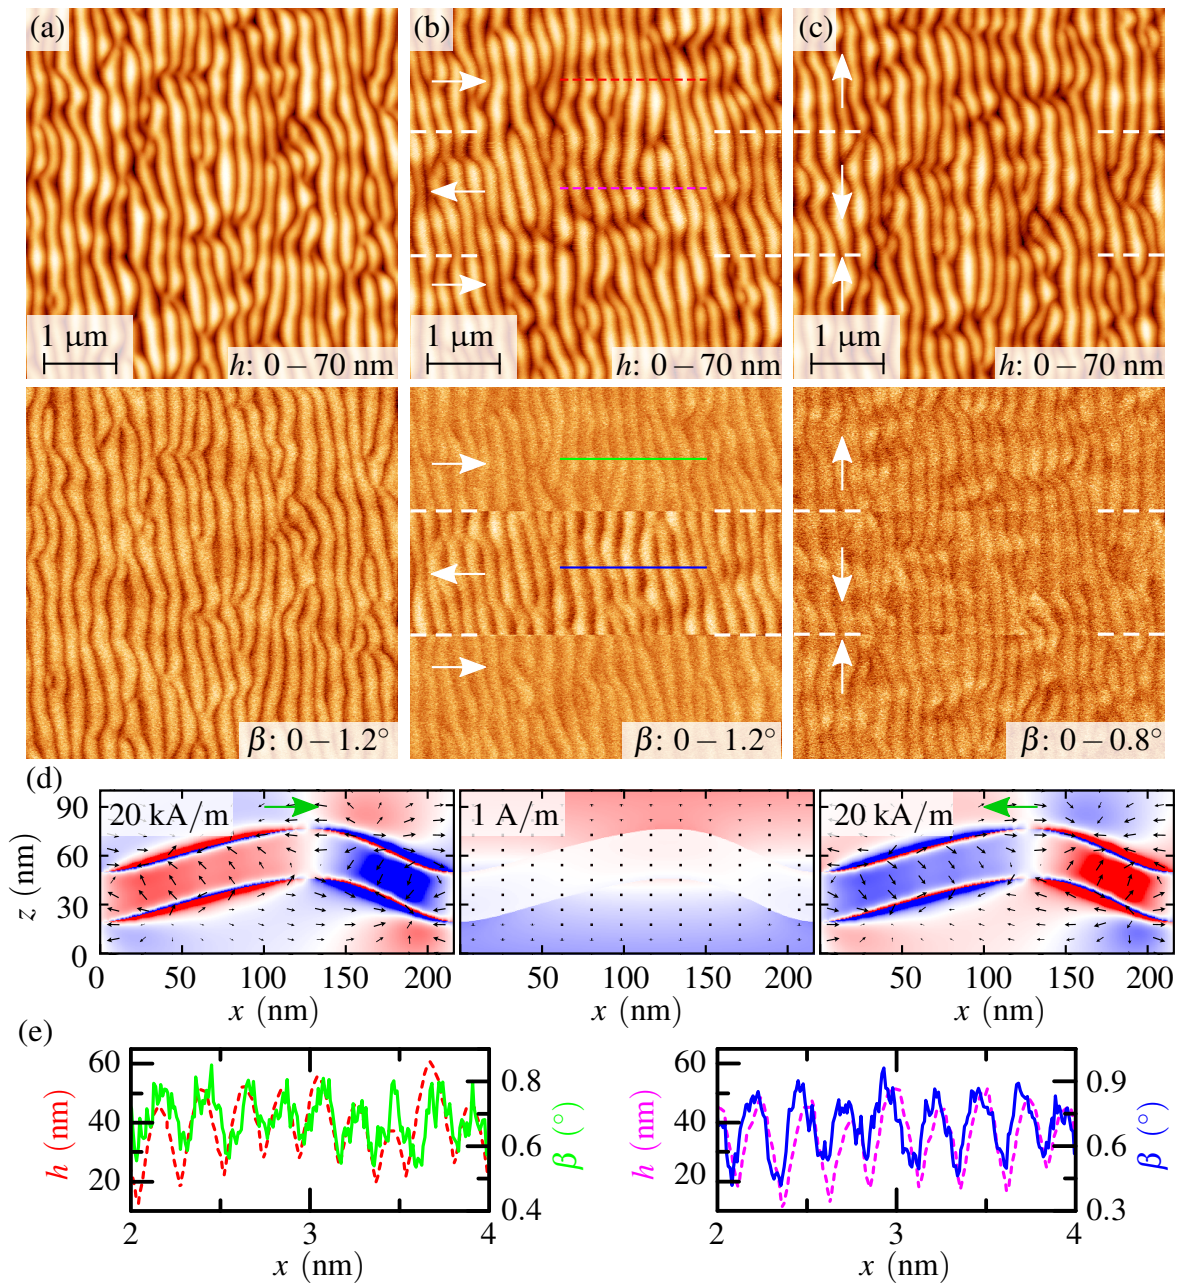 (a)
(b)
(c)
1 μm
h: 0 – 70 nm
1 μm
h: 0 – 70 nm
1 μm
h: 0 – 70 nm
β: 0 – 1.2°
β: 0 – 1.2°
β: 0 – 0.8°
(d)
20 kA/m
1 A/m
20 kA/m
z (nm)
90
60
30
0
0 50 100 150 200
50 100 150 200
50 100 150 200
x (nm)
x (nm)
x (nm)
(e)
h (nm)
60
40
20
0.8
0.6
0.4
β (°)
2 3 4
x (nm)
h (nm)
60
40
20
0.9
0.6
0.3
β (°)
2 3 4
x (nm)